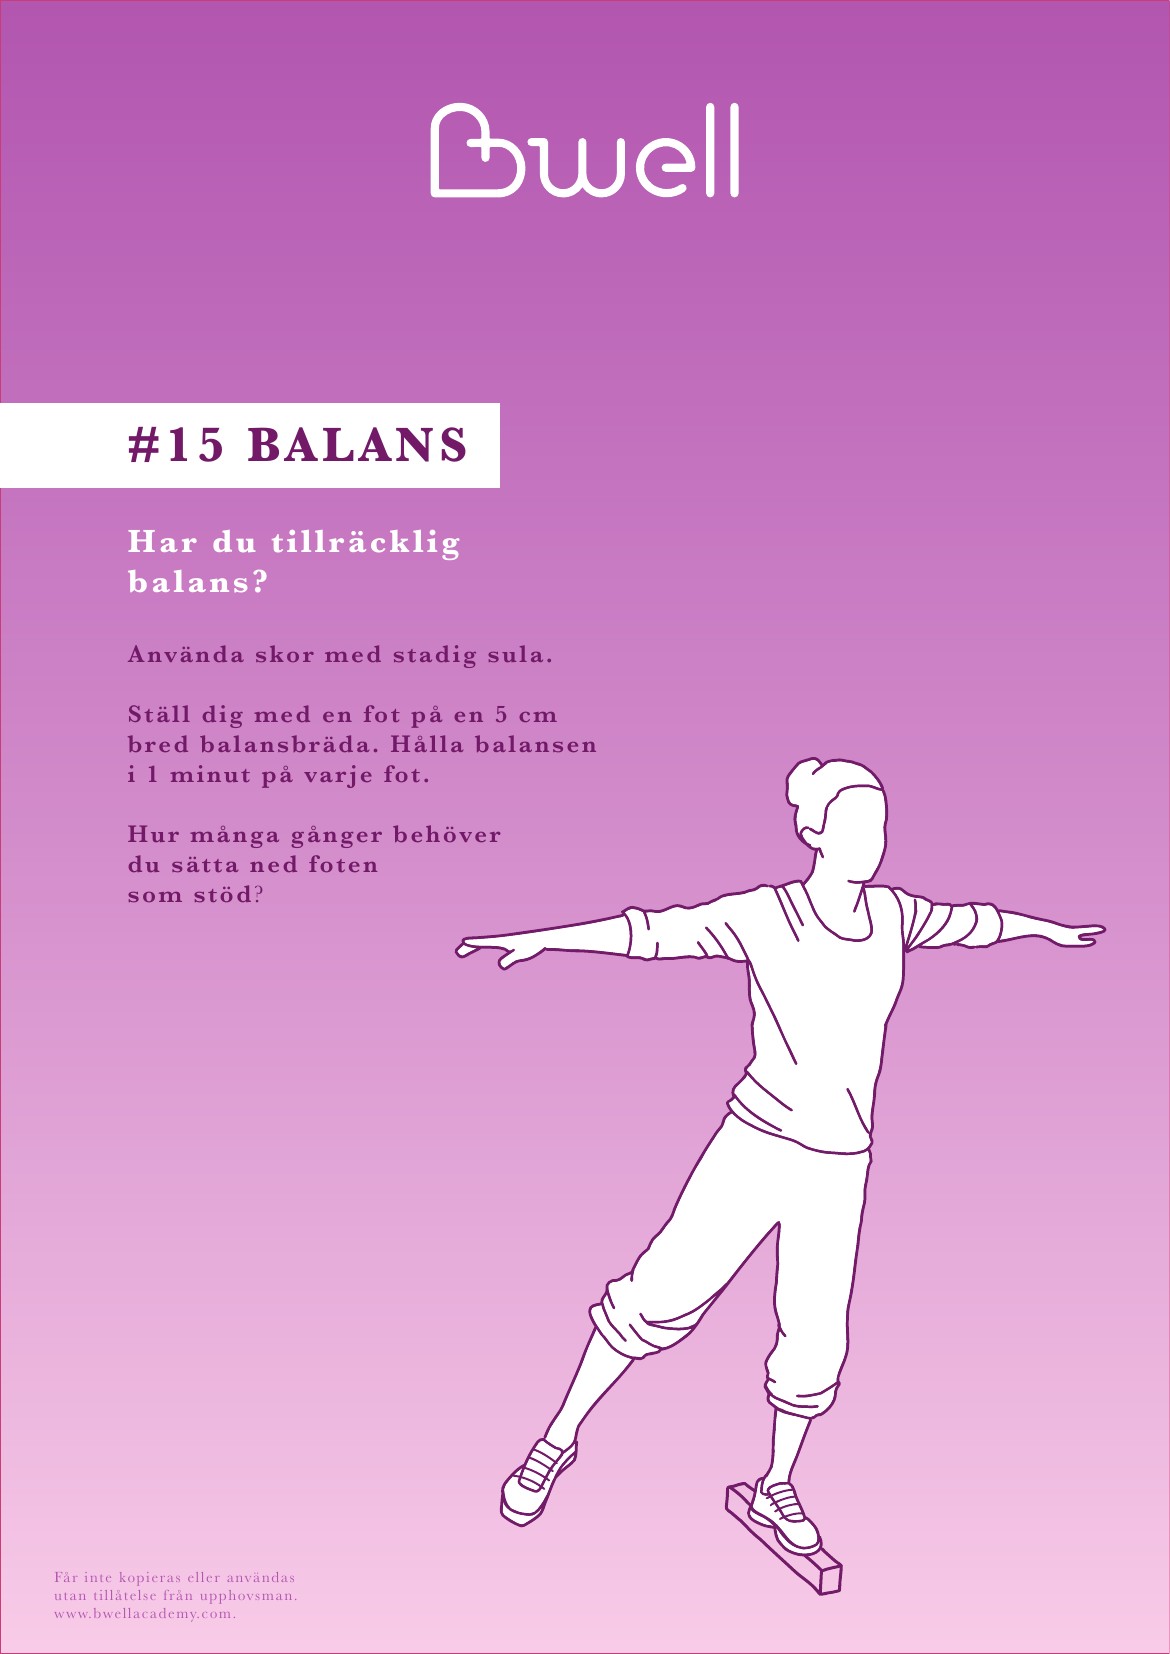 Bwell
#15 BALANS
Har du tillräcklig
balans?
Använda skor med stadig sula.
Ställ dig med en fot på en 5 cm
bred balansbräda. Hålla balansen
i 1 minut på varje fot.
Hur många gånger behöver
du sätta ned foten
som stöd?
Får inte kopieras eller användas
utan tillåtelse från upphovsman.
www.bwellacademy.com.